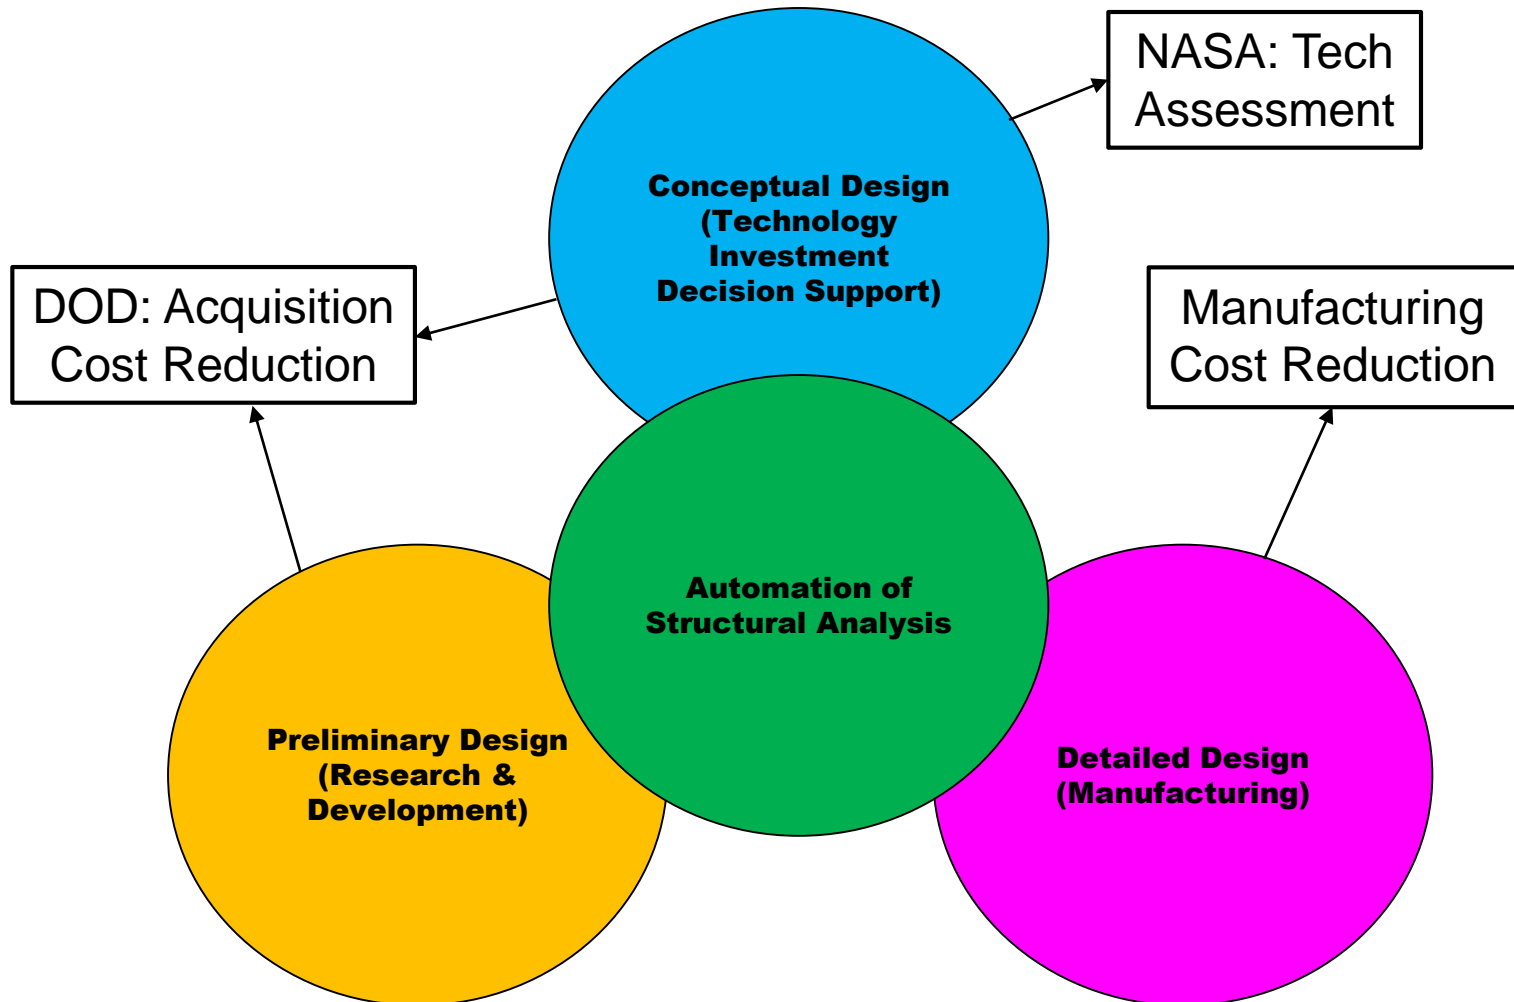 NASA: Tech
Assessment
Conceptual Design
(Technology
Investment
Decision Support)
DOD: Acquisition
Cost Reduction
Manufacturing
Cost Reduction
Automation of
Structural Analysis
Preliminary Design
(Research &
Development)
Detailed Design
(Manufacturing)